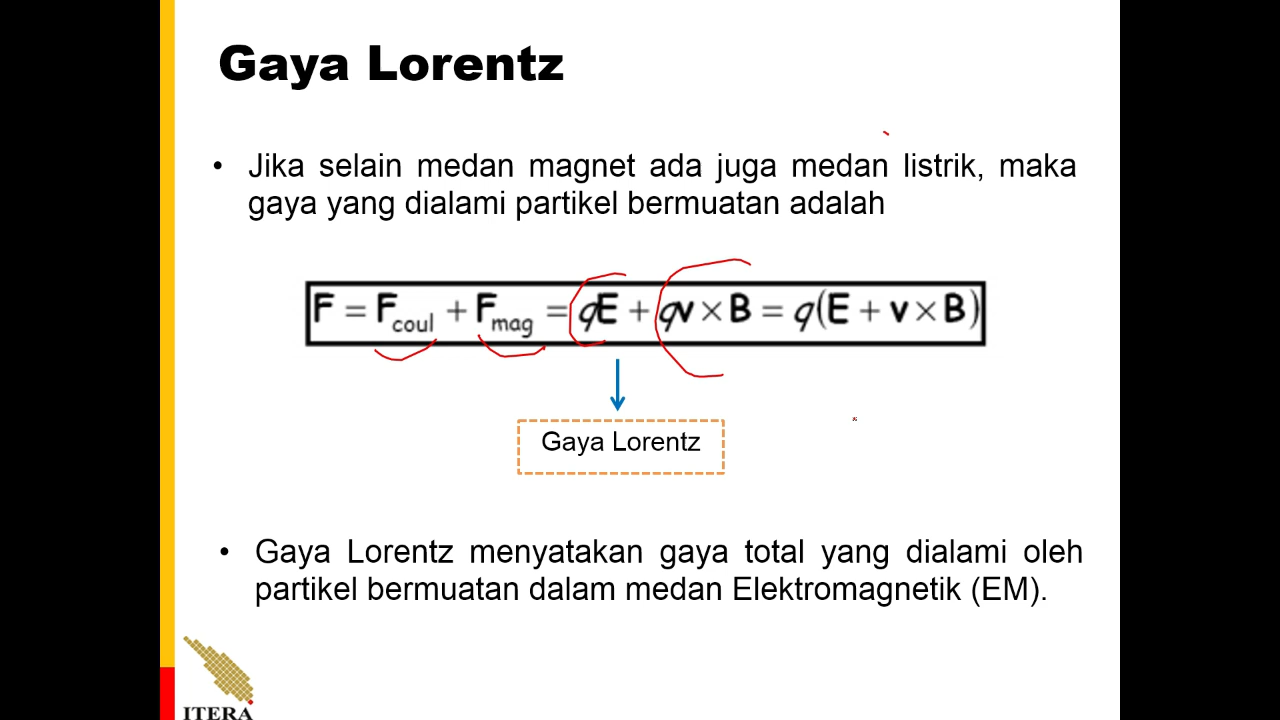 Gaya Lorentz
• Jika selain medan magnet ada juga medan listrik, maka
gaya yang dialami partikel bermuatan adalah
F = F_coul + F_mag = qE + qv × B = q(E + v × B)
Gaya Lorentz
• Gaya Lorentz menyatakan gaya total yang dialami oleh
partikel bermuatan dalam medan Elektromagnetik (EM).
ITERA